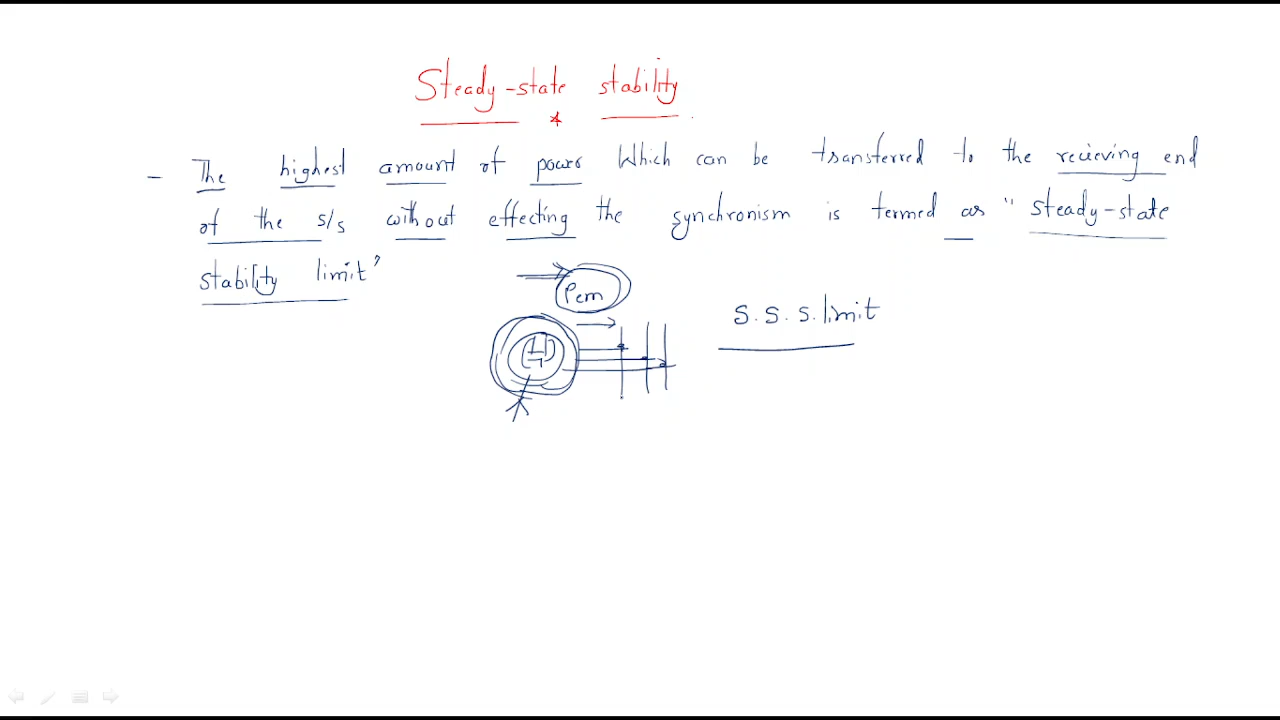 Steady-state stability
- The highest amount of power which can be transferred to the recieving end
of the s/s without effecting the synchronism is termed as "steady-state
stability limit"
Pem
S.S.S. limit